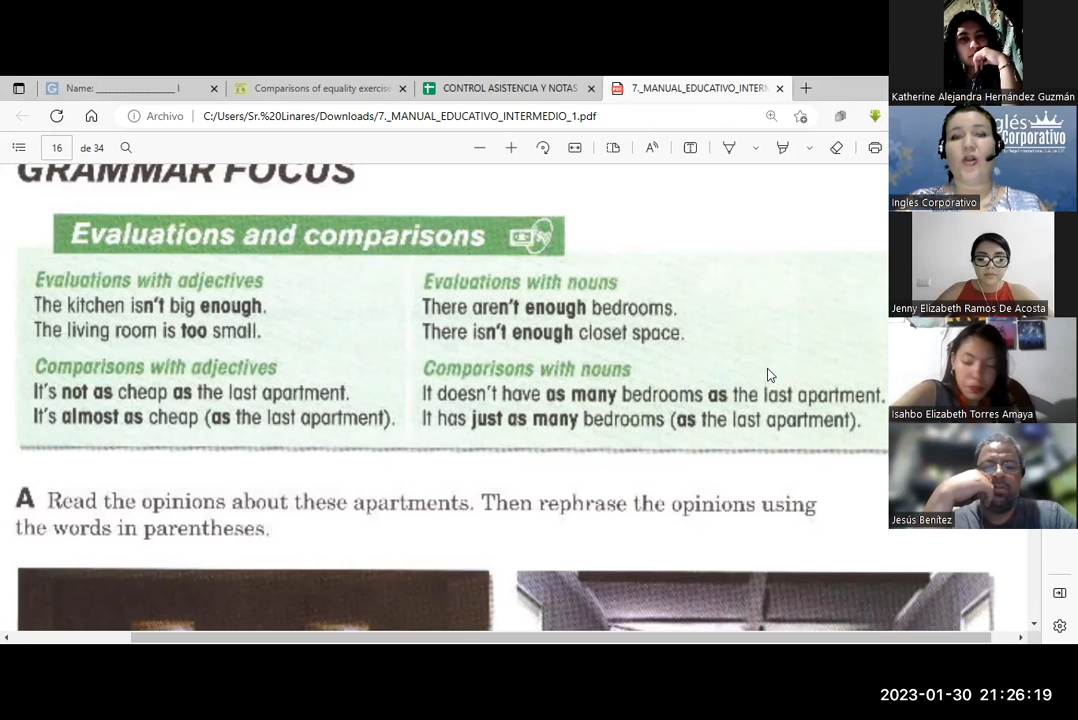 Name: ________________ |
Comparisons of equality exercise
CONTROL ASISTENCIA Y NOTAS
7._MANUAL_EDUCATIVO_INTERM
Archivo
C:/Users/Sr.%20Linares/Downloads/7._MANUAL_EDUCATIVO_INTERMEDIO_1.pdf
16 de 34
GRAMMAR FOCUS
Evaluations and comparisons
Evaluations with adjectives
The kitchen isn't big enough.
The living room is too small.
Comparisons with adjectives
It's not as cheap as the last apartment.
It's almost as cheap (as the last apartment).
Evaluations with nouns
There aren't enough bedrooms.
There isn't enough closet space.
Comparisons with nouns
It doesn't have as many bedrooms as the last apartment.
It has just as many bedrooms (as the last apartment).
A Read the opinions about these apartments. Then rephrase the opinions using
the words in parentheses.
Katherine Alejandra Hernández Guzmán
glés
Corporativo
Ingles Corporativo
Jenny Elizabeth Ramos De Acosta
Isahbo Elizabeth Torres Amaya
Jesús Benítez
2023-01-30 21:26:19